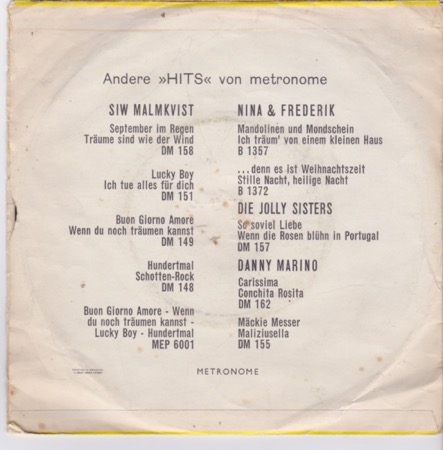 Andere »HITS« von metronome
SIW MALMKVIST
September im Regen
Träume sind wie der Wind
DM 158
Lucky Boy
Ich tue alles für dich
DM 151
Buon Giorno Amore
Wenn du noch träumen kannst
DM 149
Hundertmal
Schotten-Rock
DM 148
Buon Giorno Amore - Wenn
du noch träumen kannst -
Lucky Boy - Hundertmal
MEP 6001
NINA & FREDERIK
Mandolinen und Mondschein
Ich träum' von einem kleinen Haus
B 1357
...denn es ist Weihnachtszeit
Stille Nacht, heilige Nacht
B 1372
DIE JOLLY SISTERS
So soviel Liebe
Wenn die Rosen blühn in Portugal
DM 157
DANNY MARINO
Carissima
Conchita Rosita
DM 162
Mäckie Messer
Maliziusella
DM 155
METRONOME